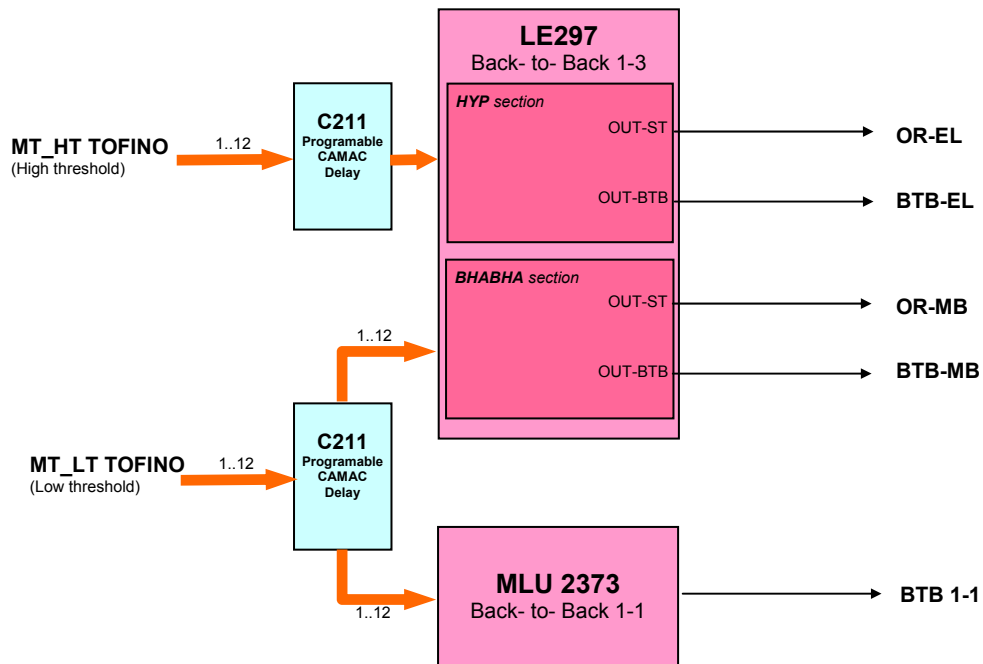 LE297
Back- to- Back 1-3
HYP section
OUT-ST
OR-EL
C211
Programable
CAMAC
Delay
1..12
MT_HT TOFINO
(High threshold)
OUT-BTB
BTB-EL
BHABHA section
OUT-ST
OR-MB
1..12
OUT-BTB
BTB-MB
C211
Programable
CAMAC
Delay
MT_LT TOFINO
1..12
(Low threshold)
MLU 2373
Back- to- Back 1-1
BTB 1-1
1..12